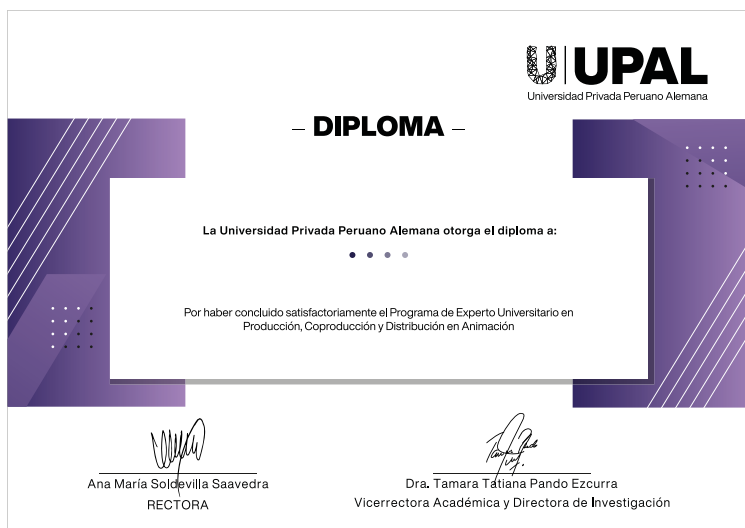 UPAL
Universidad Privada Peruano Alemana
– DIPLOMA –
La Universidad Privada Peruano Alemana otorga el diploma a:
Por haber concluido satisfactoriamente el Programa de Experto Universitario en
Producción, Coproducción y Distribución en Animación
Ana María Soldevilla Saavedra
RECTORA
Dra. Tamara Tatiana Pando Ezcurra
Vicerrectora Académica y Directora de Investigación